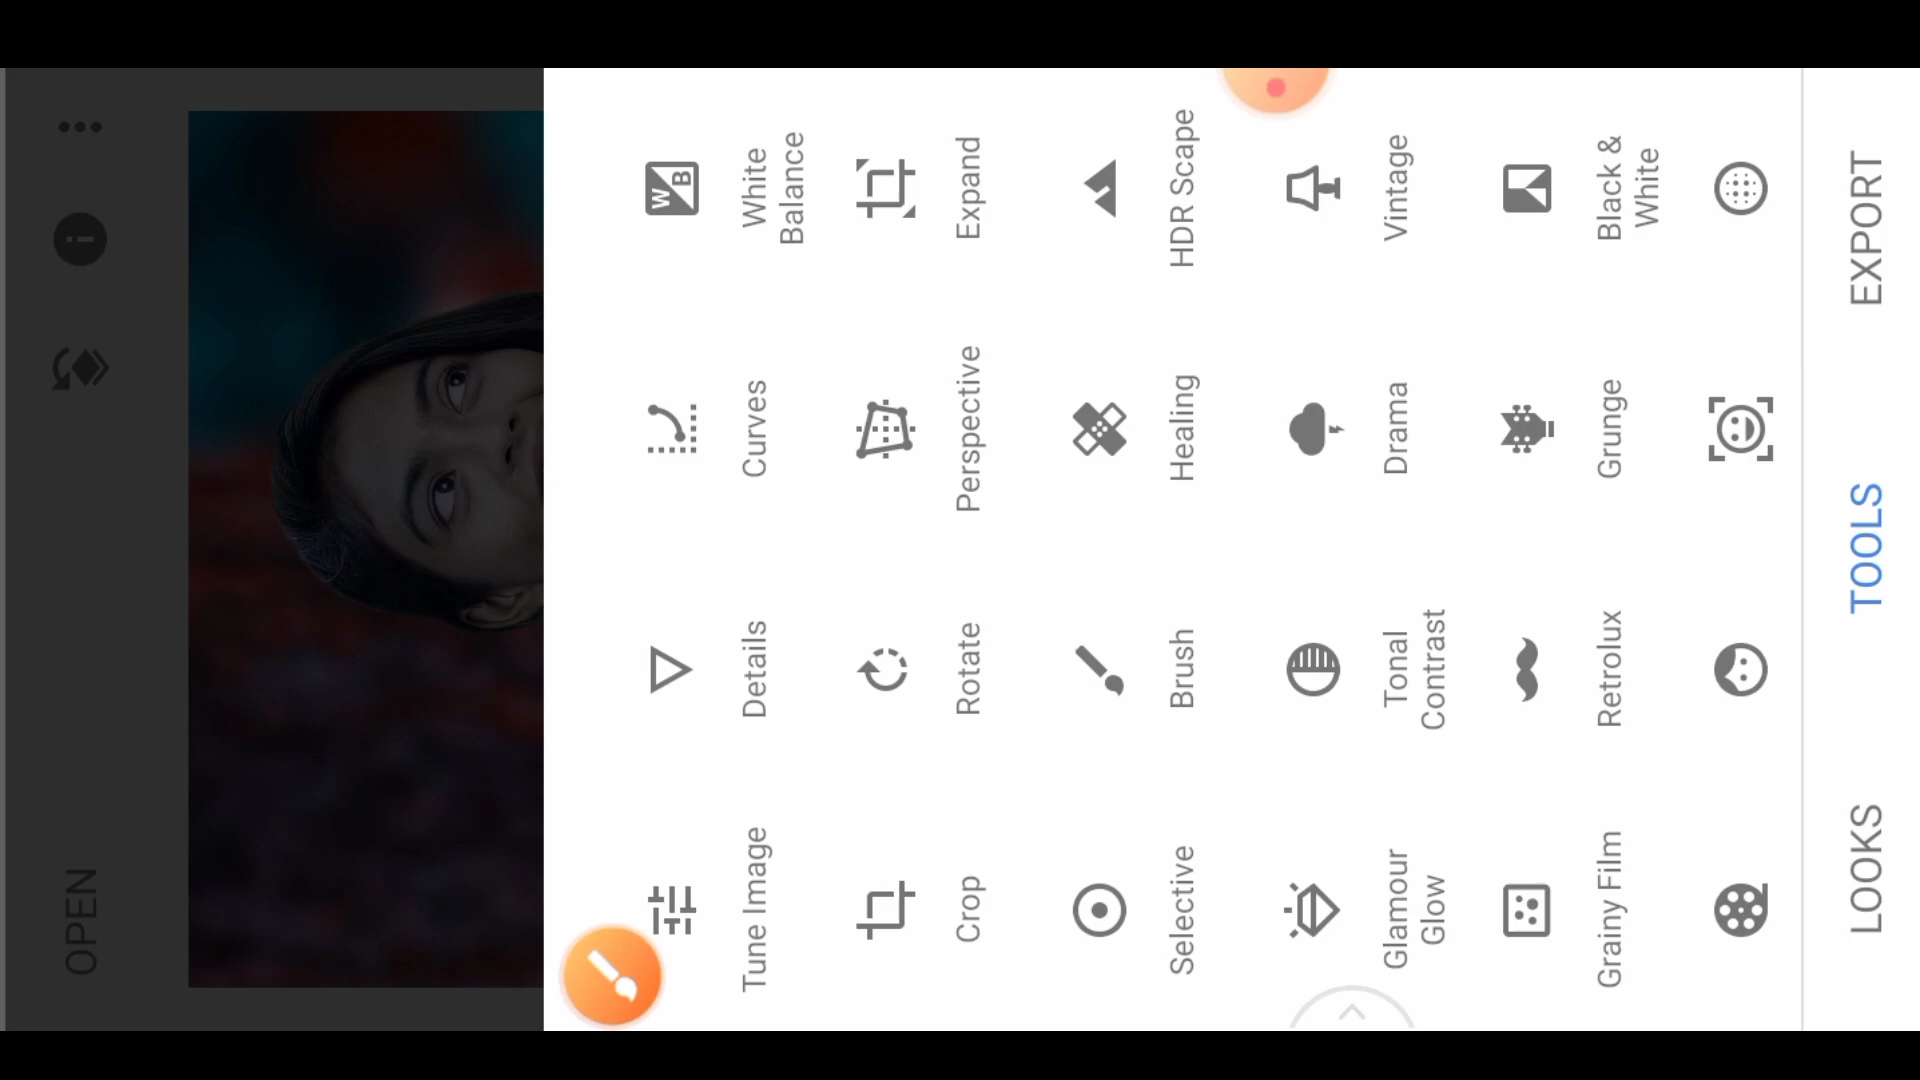 OPEN
Tune Image
Details
Curves
WB
White
Balance
Crop
Rotate
Perspective
Expand
Selective
Brush
Healing
HDR Scape
Glamour
Glow
Tonal
Contrast
Drama
Vintage
Grainy Film
Retrolux
Grunge
Black &
White
LOOKS
TOOLS
EXPORT